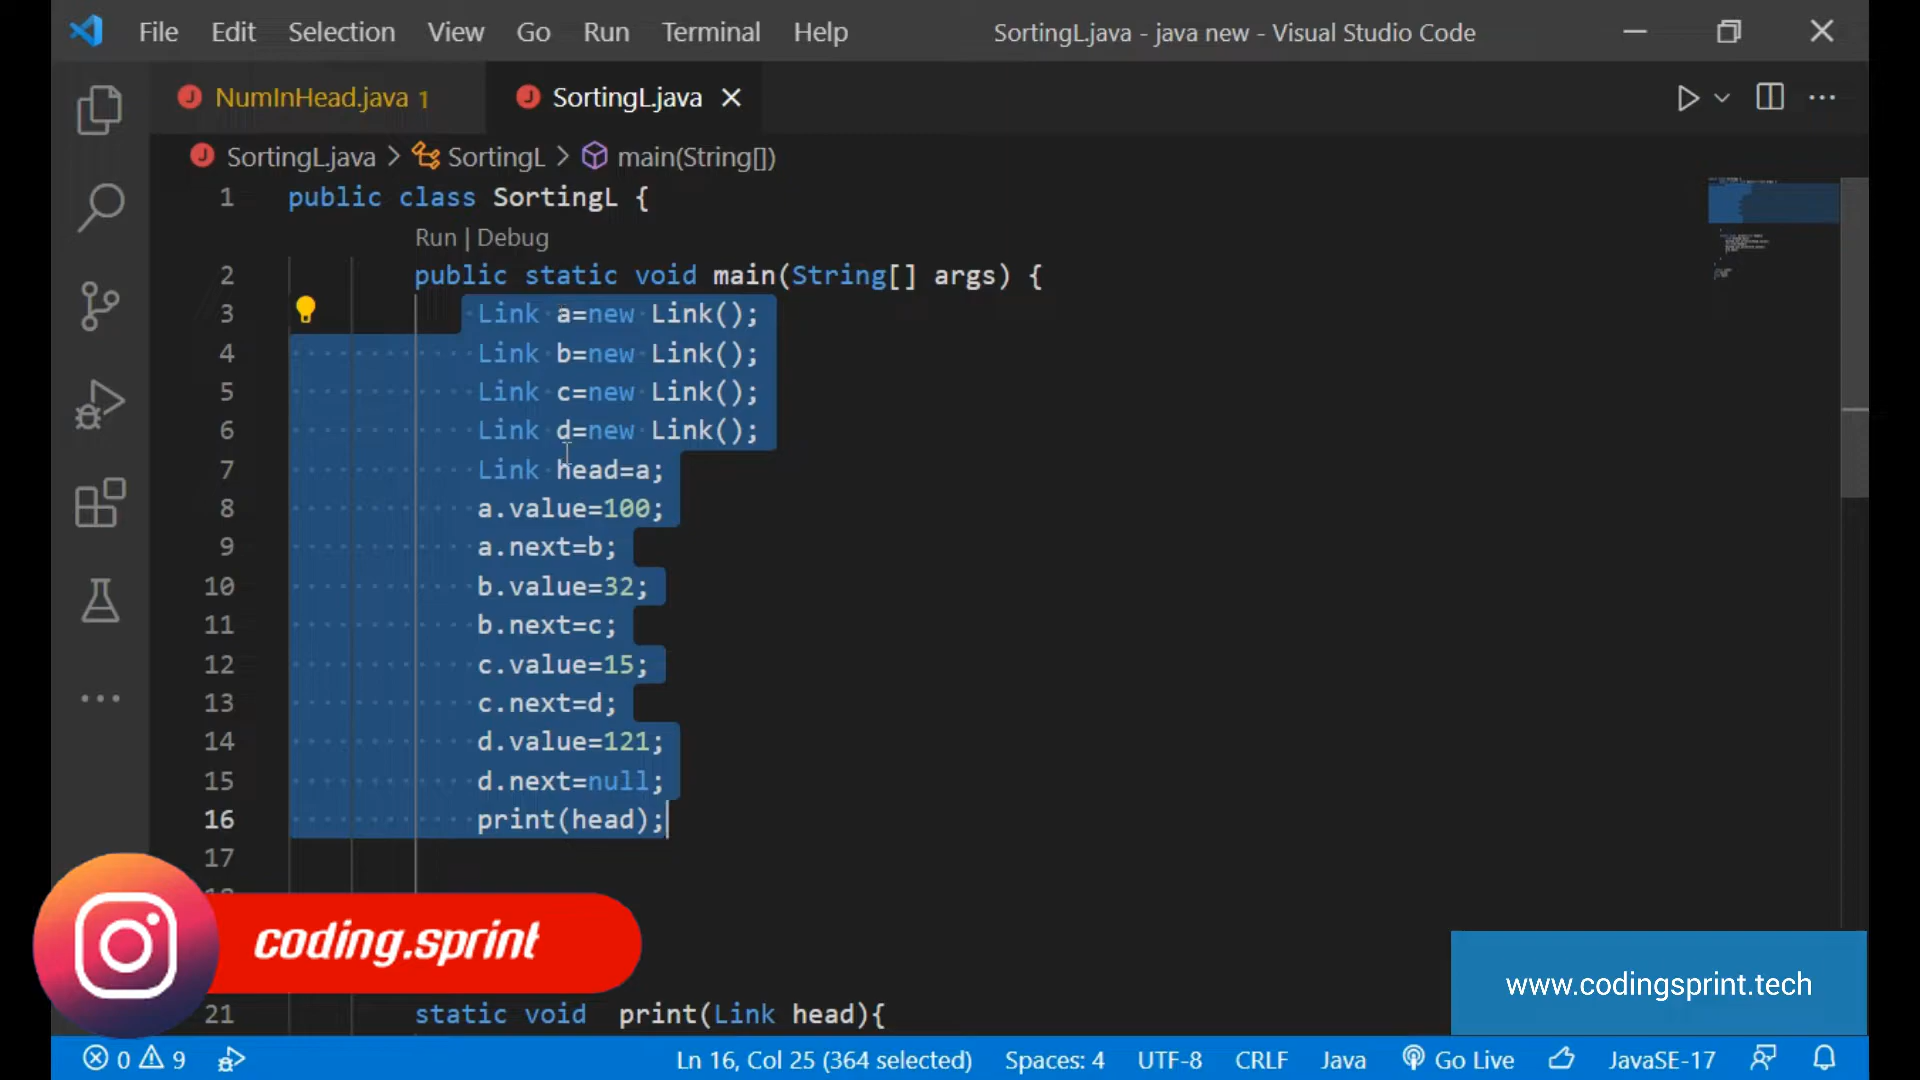 File Edit Selection View Go Run Terminal Help SortingL.java - java new - Visual Studio Code
NumInHead.java 1 SortingL.java
SortingL.java > SortingL > main(String[])
1 public class SortingL {
Run | Debug
2 public static void main(String[] args) {
3 Link a=new Link();
4 Link b=new Link();
5 Link c=new Link();
6 Link d=new Link();
7 Link head=a;
8 a.value=100;
9 a.next=b;
10 b.value=32;
11 b.next=c;
12 c.value=15;
13 c.next=d;
14 d.value=121;
15 d.next=null;
16 print(head);
17
coding.sprint
www.codingsprint.tech
21 static void print(Link head){
0 9 Ln 16, Col 25 (364 selected) Spaces: 4 UTF-8 CRLF Java Go Live JavaSE-17